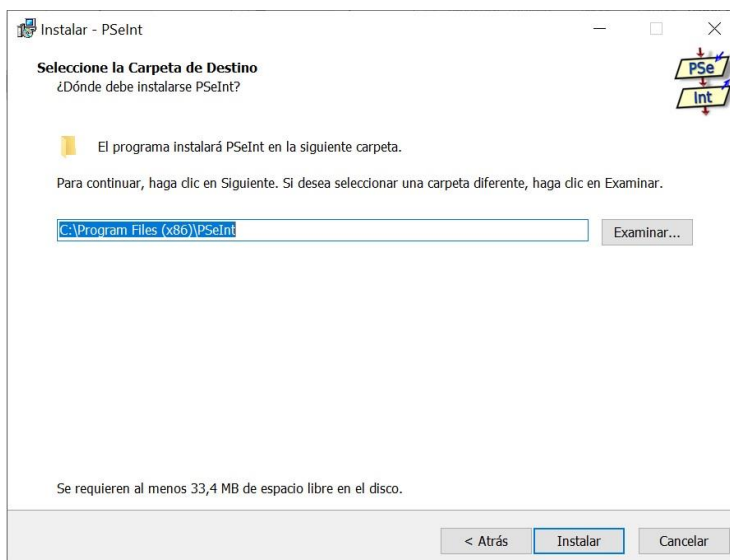 Instalar - PSeInt
Seleccione la Carpeta de Destino
¿Dónde debe instalarse PSeInt?
PSe
Int
El programa instalará PSeInt en la siguiente carpeta.
Para continuar, haga clic en Siguiente. Si desea seleccionar una carpeta diferente, haga clic en Examinar.
C:\Program Files (x86)\PSeInt
Examinar...
Se requieren al menos 33,4 MB de espacio libre en el disco.
< Atrás
Instalar
Cancelar